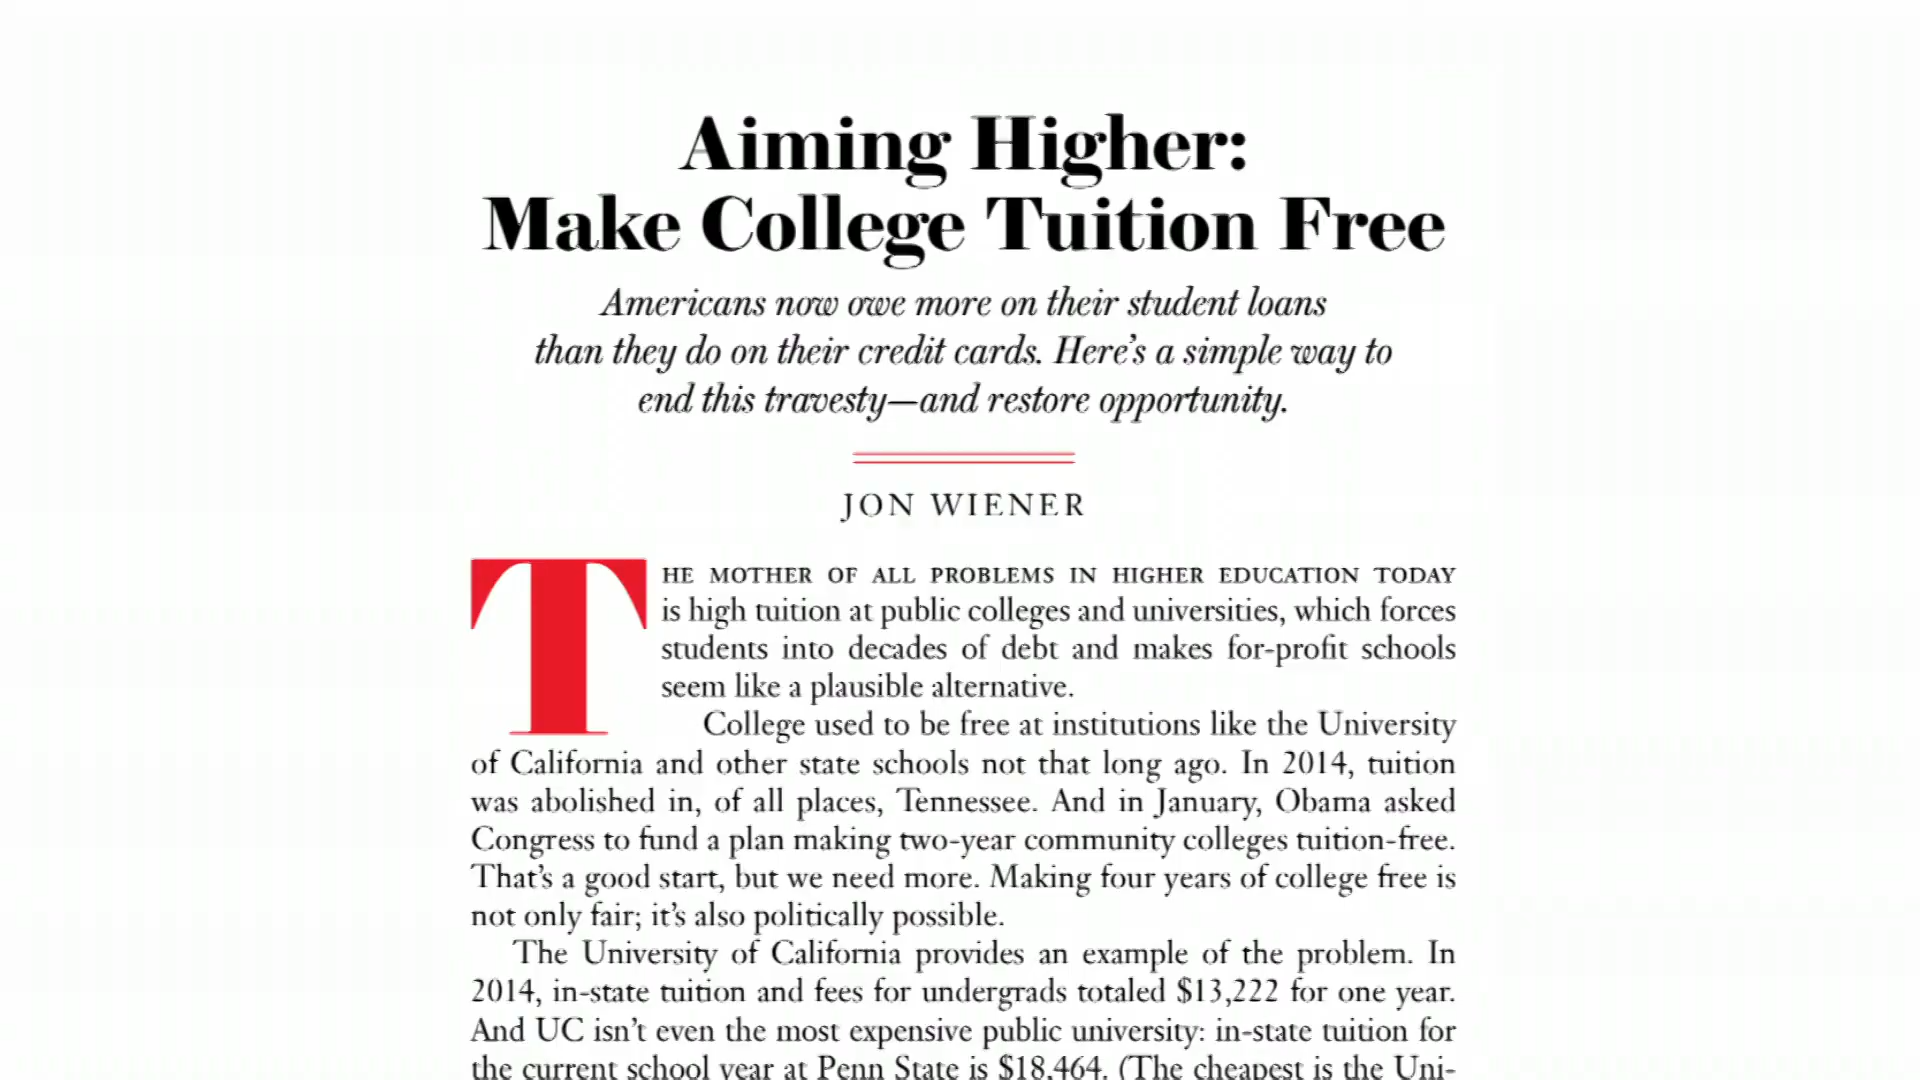 Aiming Higher:
Make College Tuition Free
Americans now owe more on their student loans
than they do on their credit cards. Here's a simple way to
end this travesty—and restore opportunity.
JON WIENER
THE MOTHER OF ALL PROBLEMS IN HIGHER EDUCATION TODAY
is high tuition at public colleges and universities, which forces
students into decades of debt and makes for-profit schools
seem like a plausible alternative.
College used to be free at institutions like the University
of California and other state schools not that long ago. In 2014, tuition
was abolished in, of all places, Tennessee. And in January, Obama asked
Congress to fund a plan making two-year community colleges tuition-free.
That's a good start, but we need more. Making four years of college free is
not only fair; it's also politically possible.
The University of California provides an example of the problem. In
2014, in-state tuition and fees for undergrads totaled $13,222 for one year.
And UC isn't even the most expensive public university: in-state tuition for
the current school year at Penn State is $18,464. (The cheapest is the Uni-